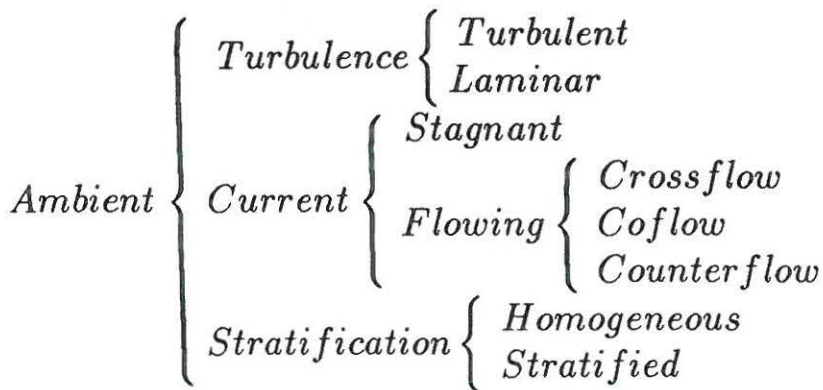 Turbulent
Turbulence
Laminar
Stagnant
Crossflow
Ambient
Current
Flowing
Coflow
Counterflow
Homogeneous
Stratification
Stratified